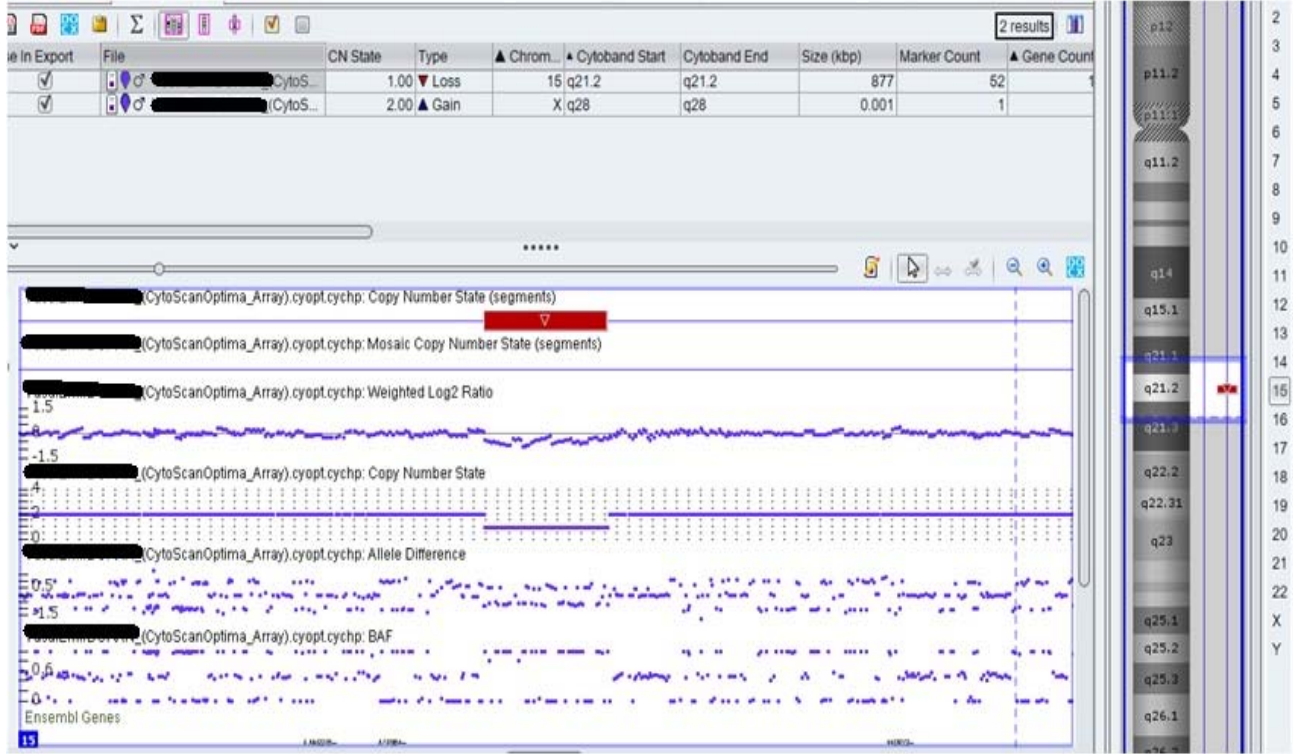 2 results
e In Export File CN State Type ▲ Chrom... ▲ Cytoband Start Cytoband End Size (kbp) Marker Count ▲ Gene Count
(CytoS... 1.00 ▼ Loss 15 q21.2 q21.2 877 52 1
(CytoS... 2.00 ▲ Gain X q28 q28 0.001 1
(CytoScanOptima_Array).cyopt.cychp: Copy Number State (segments)
(CytoScanOptima_Array).cyopt.cychp: Mosaic Copy Number State (segments)
(CytoScanOptima_Array).cyopt.cychp: Weighted Log2 Ratio
1.5
-1.5
(CytoScanOptima_Array).cyopt.cychp: Copy Number State
4
2
0
(CytoScanOptima_Array).cyopt.cychp: Allele Difference
0.5
-1.5
(CytoScanOptima_Array).cyopt.cychp: BAF
0.6
0
Ensembl Genes
15
p12
p11.2
p11.1
q11.2
q14
q15.1
q21.1
q21.2
q21.3
q22.2
q22.31
q23
q25.1
q25.2
q25.3
q26.1
2
3
4
5
6
7
8
9
10
11
12
13
14
15
16
17
18
19
20
21
22
X
Y